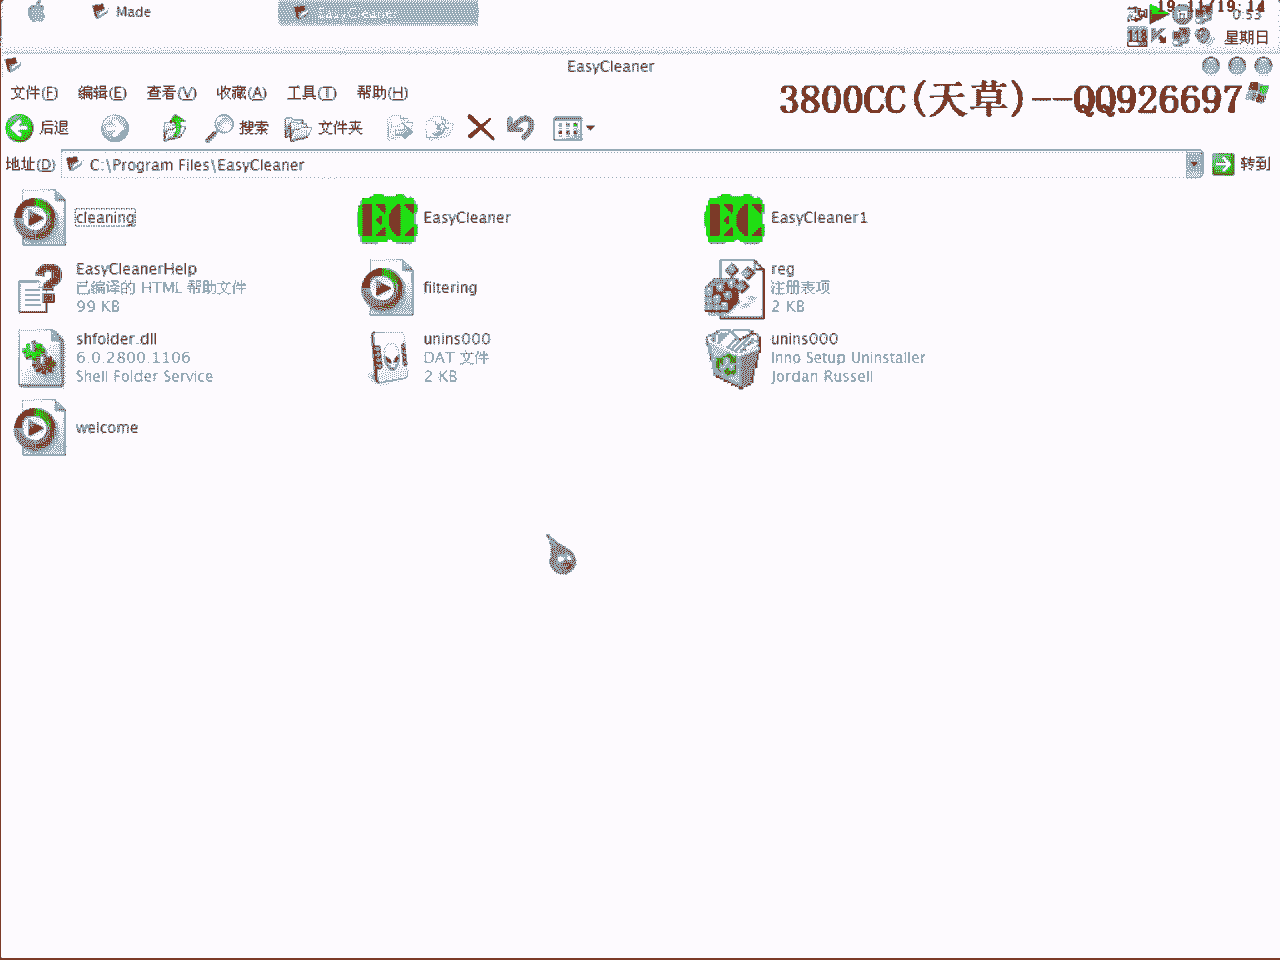 Made
EasyCleaner
19-11/19:14
0:53
118
星期日
EasyCleaner
文件(F) 编辑(E) 查看(V) 收藏(A) 工具(T) 帮助(H)
3800CC(天草)--QQ926697
后退 搜索 文件夹
地址(D) C:\Program Files\EasyCleaner 转到
cleaning
EasyCleaner
EasyCleaner1
EasyCleanerHelp
已编译的 HTML 帮助文件
99 KB
filtering
reg
注册表项
2 KB
shfolder.dll
6.0.2800.1106
Shell Folder Service
unins000
DAT 文件
2 KB
unins000
Inno Setup Uninstaller
Jordan Russell
welcome